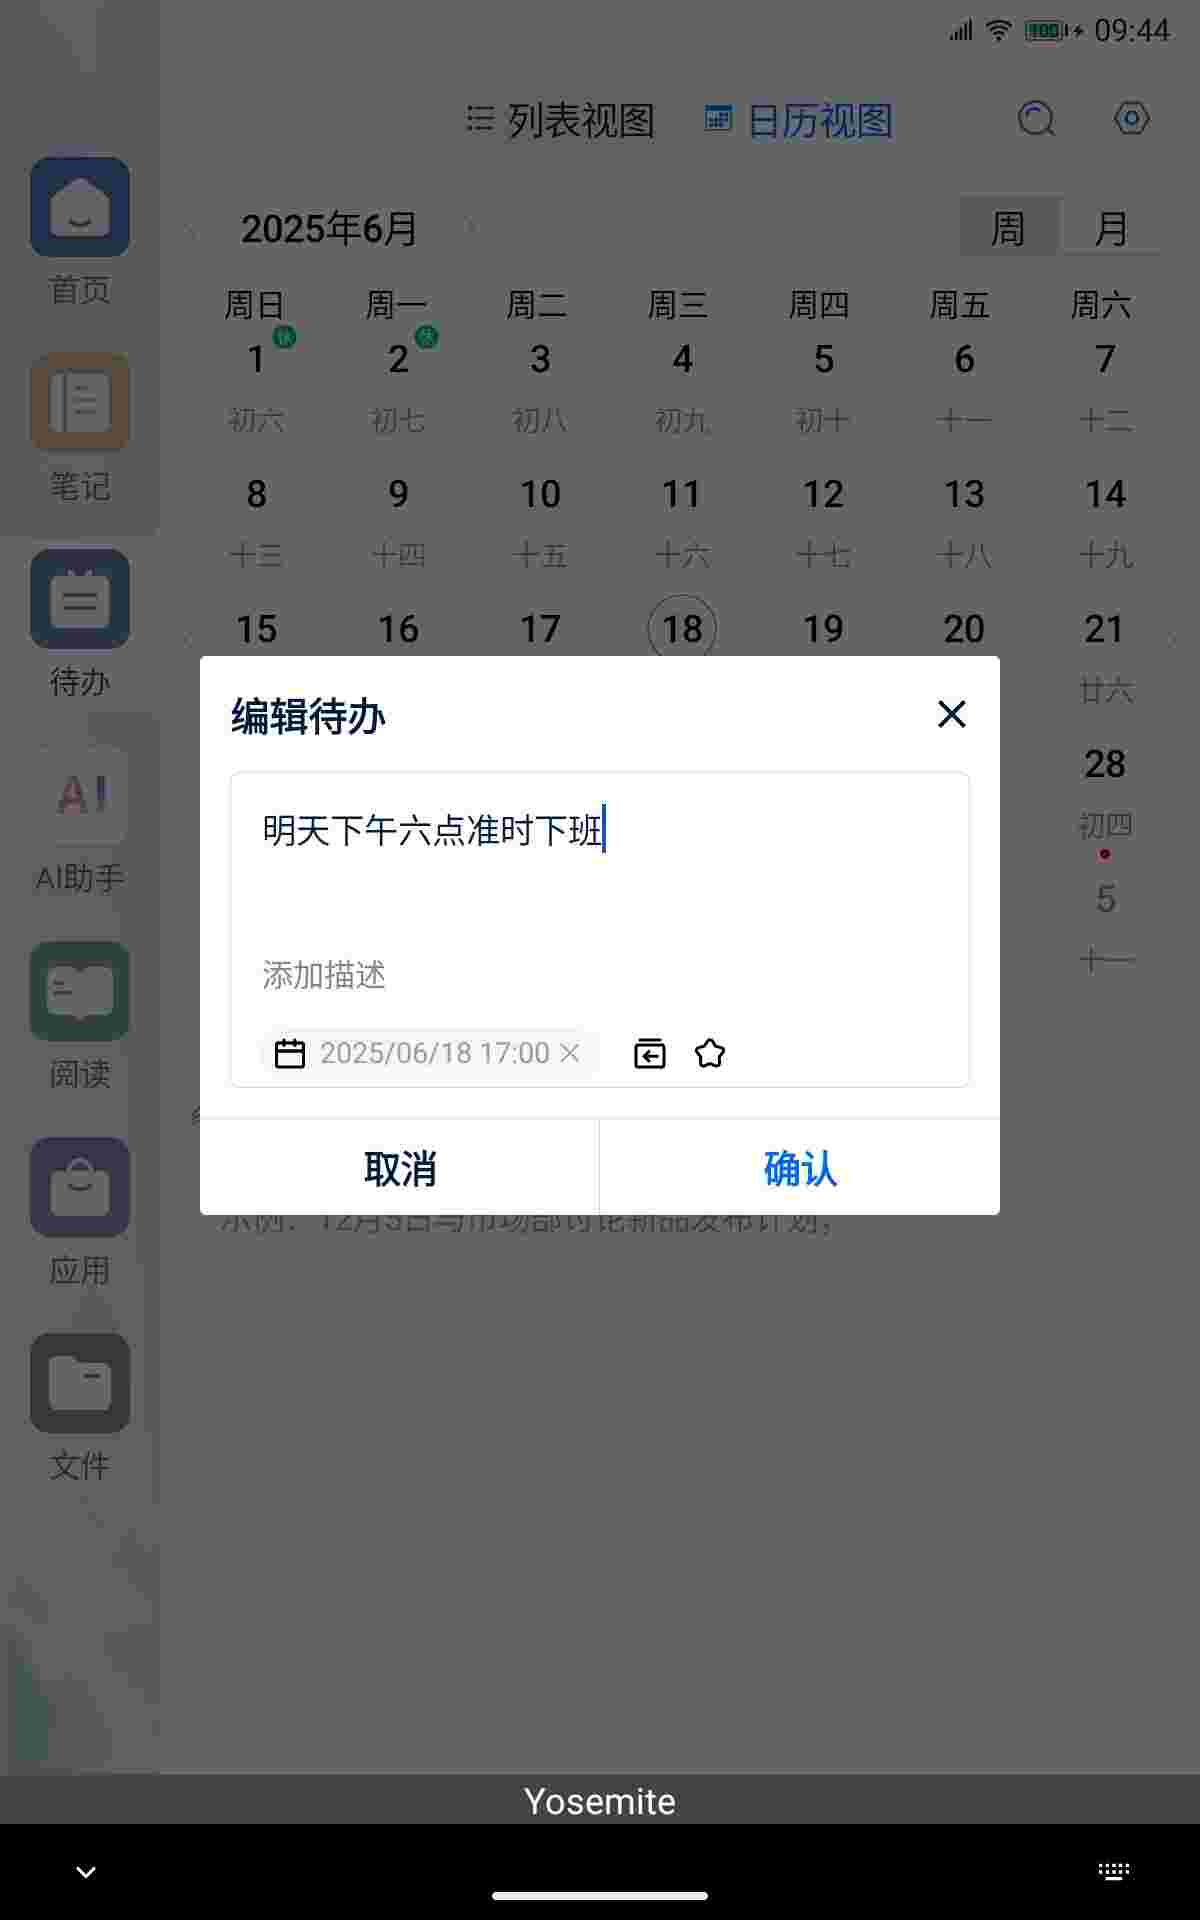 100 09:44
列表视图 日历视图
2025年6月 周 月
周日 周一 周二 周三 周四 周五 周六
休 休
1 2 3 4 5 6 7
初六 初七 初八 初九 初十 十一 十二
8 9 10 11 12 13 14
十三 十四 十五 十六 十七 十八 十九
15 16 17 18 19 20 21
廿六
28
初四
5
十一
首页
笔记
待办
AI
AI助手
阅读
应用
文件
编辑待办
明天下午六点准时下班
添加描述
2025/06/18 17:00
取消 确认
示例：12月3日与市场部讨论新品发布计划；
Yosemite